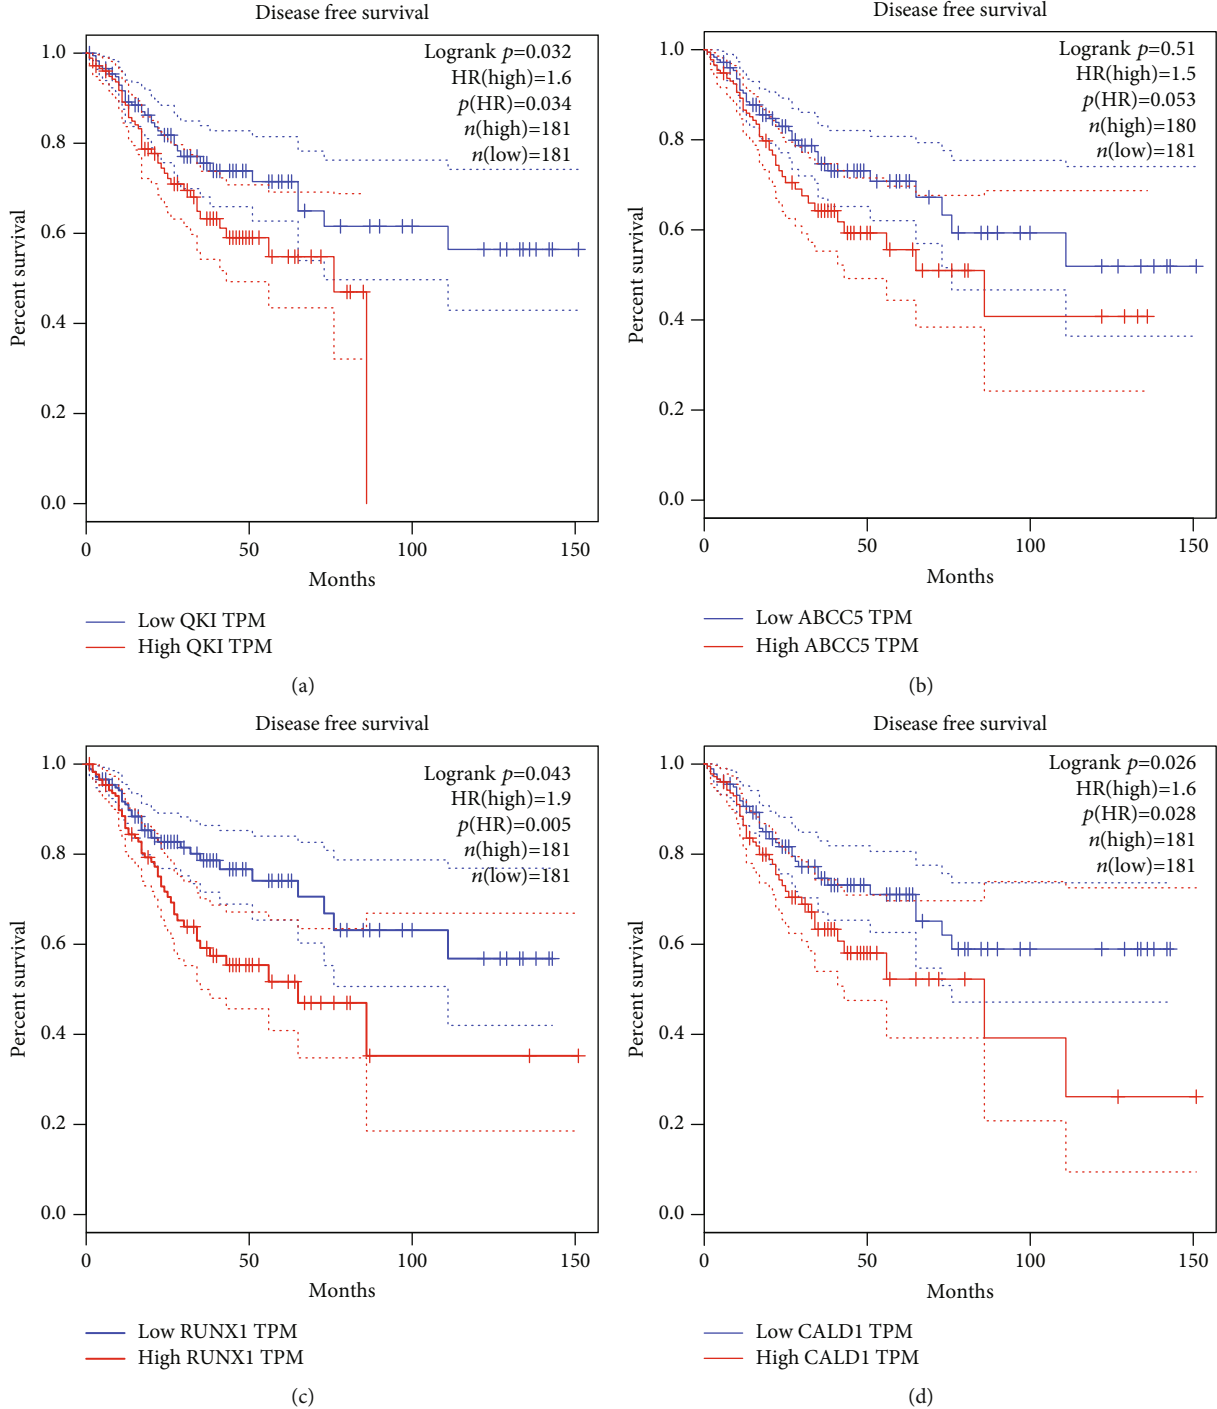 Disease free survival
Logrank p=0.032
HR(high)=1.6
p(HR)=0.034
n(high)=181
n(low)=181
Percent survival
1.0
0.8
0.6
0.4
0.2
0.0
0 50 100 150
Months
Low QKI TPM
High QKI TPM
(a)
Disease free survival
Logrank p=0.51
HR(high)=1.5
p(HR)=0.053
n(high)=180
n(low)=181
Percent survival
1.0
0.8
0.6
0.4
0.2
0.0
0 50 100 150
Months
Low ABCC5 TPM
High ABCC5 TPM
(b)
Disease free survival
Logrank p=0.043
HR(high)=1.9
p(HR)=0.005
n(high)=181
n(low)=181
Percent survival
1.0
0.8
0.6
0.4
0.2
0.0
0 50 100 150
Months
Low RUNX1 TPM
High RUNX1 TPM
(c)
Disease free survival
Logrank p=0.026
HR(high)=1.6
p(HR)=0.028
n(high)=181
n(low)=181
Percent survival
1.0
0.8
0.6
0.4
0.2
0.0
0 50 100 150
Months
Low CALD1 TPM
High CALD1 TPM
(d)